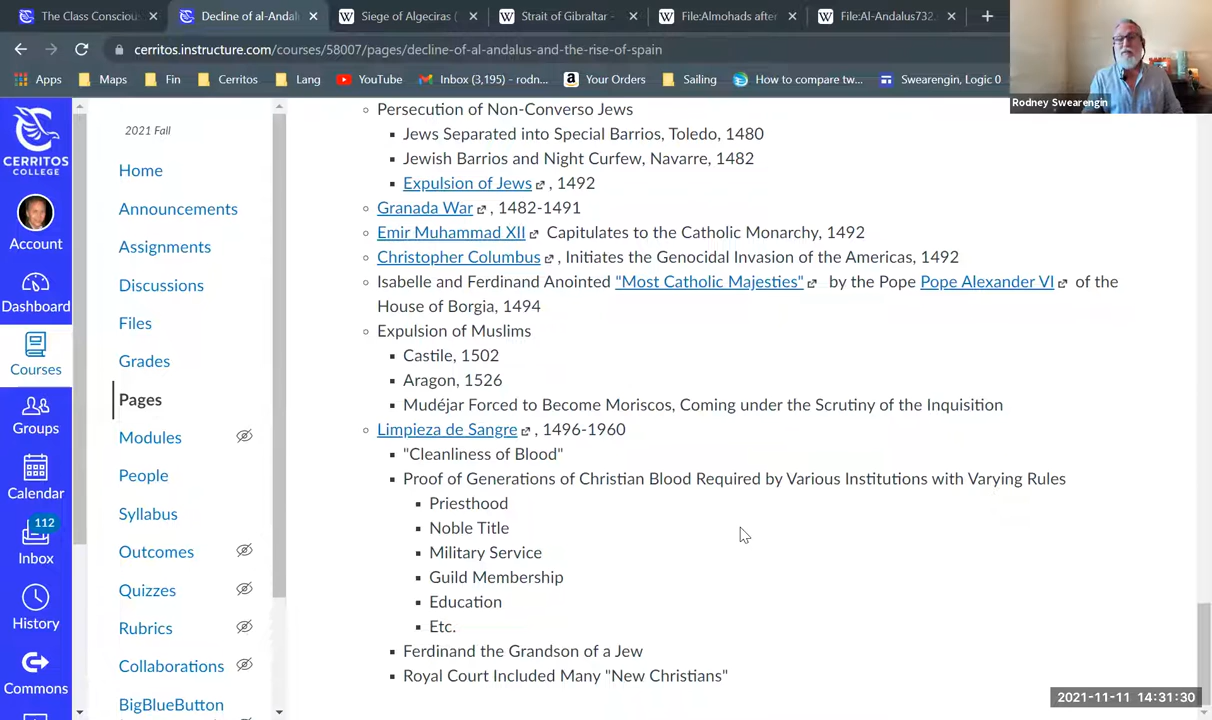 The Class Consciou
Decline of al-Andal
Siege of Algeciras (
Strait of Gibraltar -
File:Almohads after
File:Al-Andalus732.
cerritos.instructure.com/courses/58007/pages/decline-of-al-andalus-and-the-rise-of-spain
Apps
Maps
Fin
Cerritos
Lang
YouTube
Inbox (3,195) - rodn...
Your Orders
Sailing
How to compare tw...
Swearengin, Logic 0
Rodney Swearengin
CERRITOS
COLLEGE
Account
Dashboard
Courses
Groups
Calendar
112
Inbox
History
Commons
2021 Fall
Home
Announcements
Assignments
Discussions
Files
Grades
Pages
Modules
People
Syllabus
Outcomes
Quizzes
Rubrics
Collaborations
BigBlueButton
Persecution of Non-Converso Jews
Jews Separated into Special Barrios, Toledo, 1480
Jewish Barrios and Night Curfew, Navarre, 1482
Expulsion of Jews , 1492
Granada War , 1482-1491
Emir Muhammad XII Capitulates to the Catholic Monarchy, 1492
Christopher Columbus , Initiates the Genocidal Invasion of the Americas, 1492
Isabelle and Ferdinand Anointed "Most Catholic Majesties" by the Pope Pope Alexander VI of the
House of Borgia, 1494
Expulsion of Muslims
Castile, 1502
Aragon, 1526
Mudéjar Forced to Become Moriscos, Coming under the Scrutiny of the Inquisition
Limpieza de Sangre , 1496-1960
"Cleanliness of Blood"
Proof of Generations of Christian Blood Required by Various Institutions with Varying Rules
Priesthood
Noble Title
Military Service
Guild Membership
Education
Etc.
Ferdinand the Grandson of a Jew
Royal Court Included Many "New Christians"
2021-11-11 14:31:30